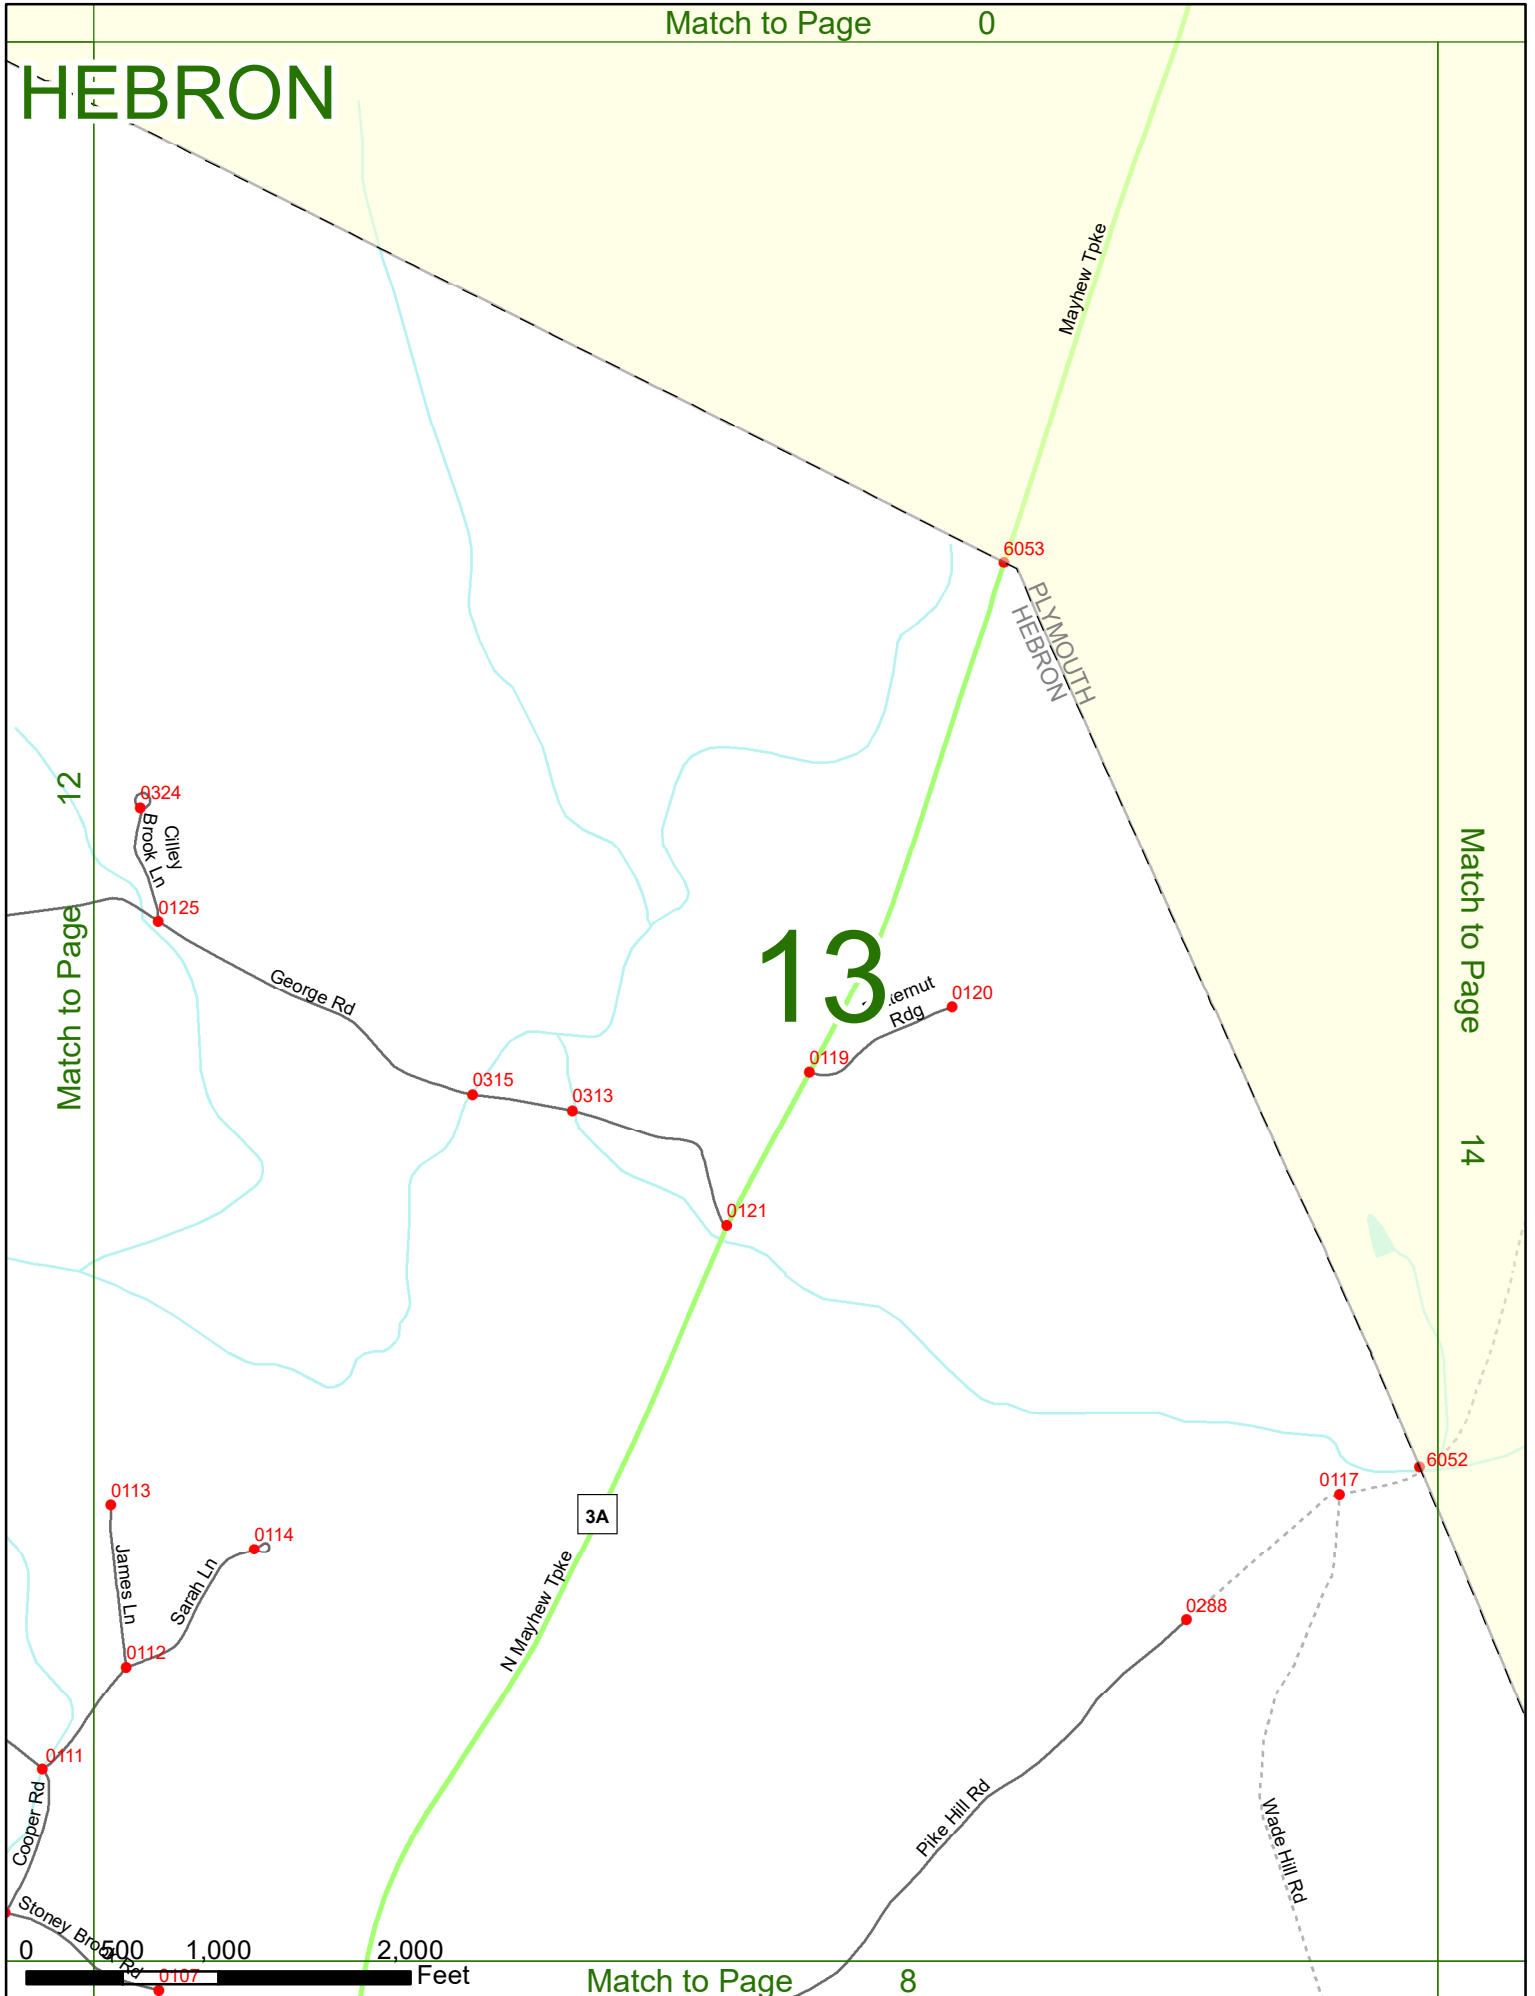 Match to Page 0
HEBRON
Mayhew Tpke
6053
PLYMOUTH
HEBRON
Match to Page 12
0324
Cilley
Brook Ln
0125
George Rd
13
Rdg
0120
0119
0315
0313
0121
Match to Page 14
6052
0117
0113
0114
3A
James Ln
Sarah Ln
N Mayhew Tpke
0288
0112
0111
Cooper Rd
Pike Hill Rd
Wade Hill Rd
Stoney Brook Rd
0 500 1,000 2,000
Feet
0107
Match to Page 8